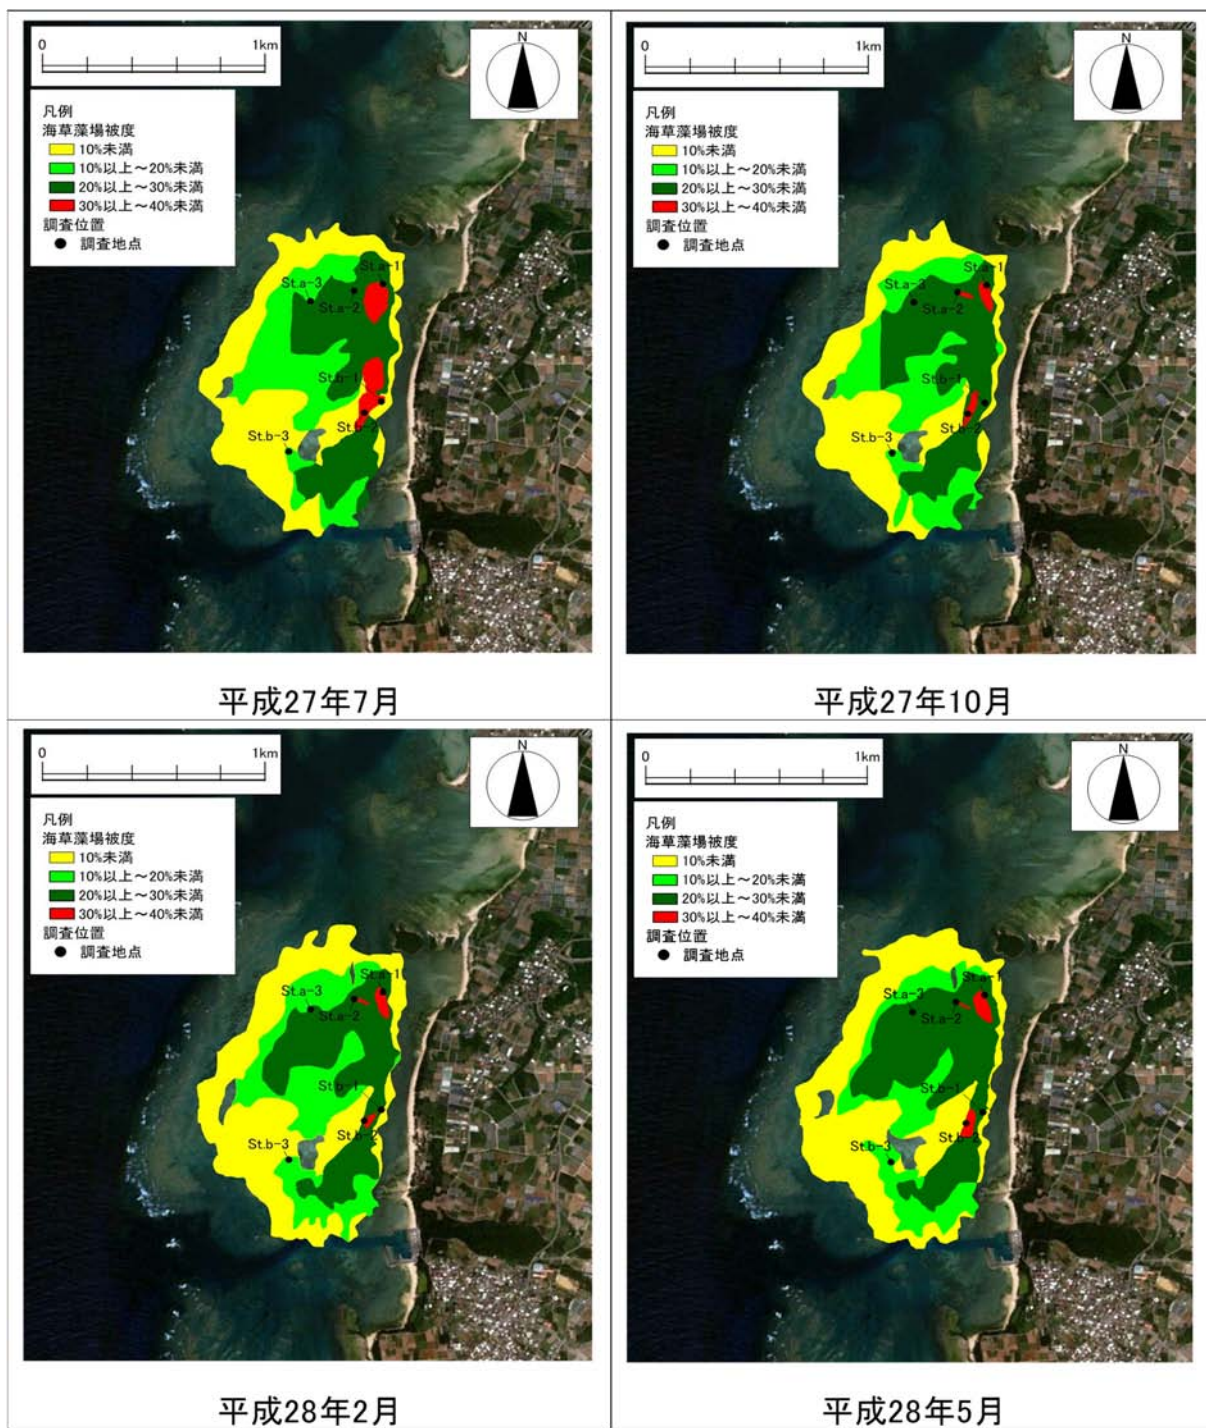 0 1km
N
凡例
海草藻場被度
10%未満
10%以上～20%未満
20%以上～30%未満
30%以上～40%未満
調査位置
調査地点
St.a-1
St.a-3
St.a-2
St.b-1
St.b-2
St.b-3
平成27年7月
0 1km
N
凡例
海草藻場被度
10%未満
10%以上～20%未満
20%以上～30%未満
30%以上～40%未満
調査位置
調査地点
St.a-1
St.a-3
St.a-2
St.b-1
St.b-2
St.b-3
平成27年10月
0 1km
N
凡例
海草藻場被度
10%未満
10%以上～20%未満
20%以上～30%未満
30%以上～40%未満
調査位置
調査地点
St.a-1
St.a-3
St.a-2
St.b-1
St.b-2
St.b-3
平成28年2月
0 1km
N
凡例
海草藻場被度
10%未満
10%以上～20%未満
20%以上～30%未満
30%以上～40%未満
調査位置
調査地点
St.a-1
St.a-3
St.a-2
St.b-1
St.b-2
St.b-3
平成28年5月